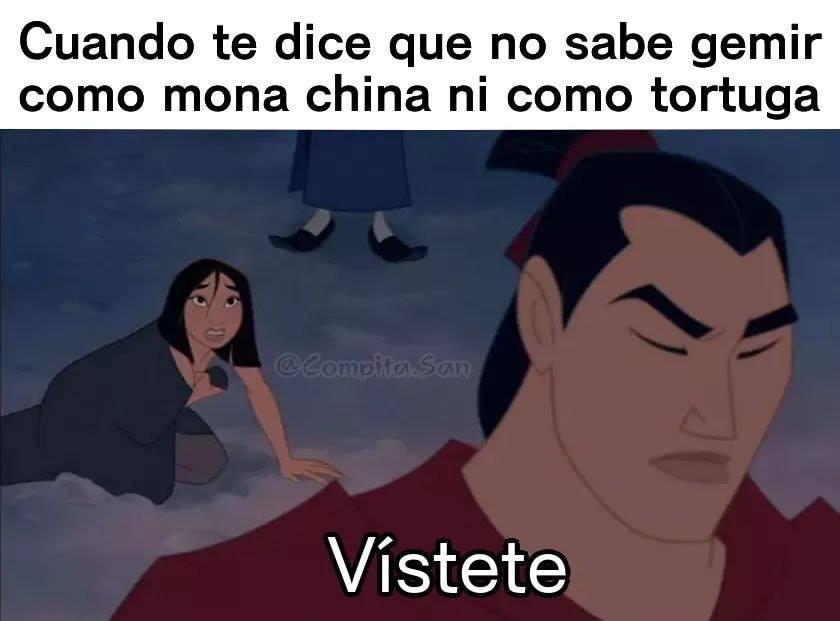 Cuando te dice que no sabe gemir
como mona china ni como tortuga
@Compita.San
Vístete